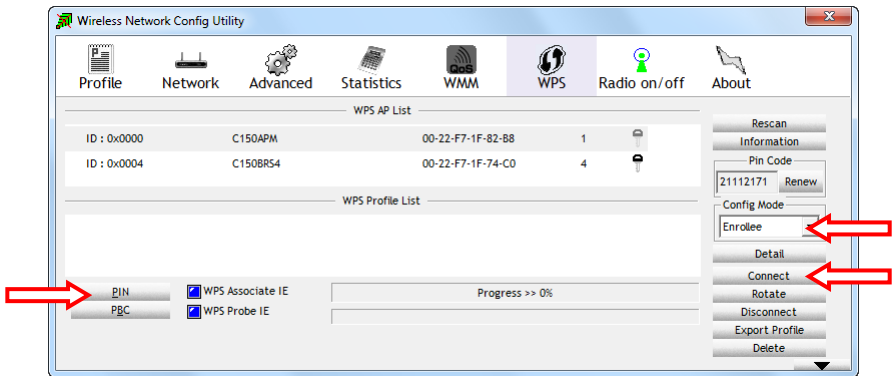 Wireless Network Config Utility
Profile Network Advanced Statistics QoS WMM WPS Radio on/off About
WPS AP List
ID : 0x0000 C150APM 00-22-F7-1F-82-B8 1
ID : 0x0004 C150BRS4 00-22-F7-1F-74-C0 4
WPS Profile List
Rescan
Information
Pin Code
21112171 Renew
Config Mode
Enrollee
Detail
Connect
Rotate
Disconnect
Export Profile
Delete
PIN WPS Associate IE Progress >> 0%
PBC WPS Probe IE